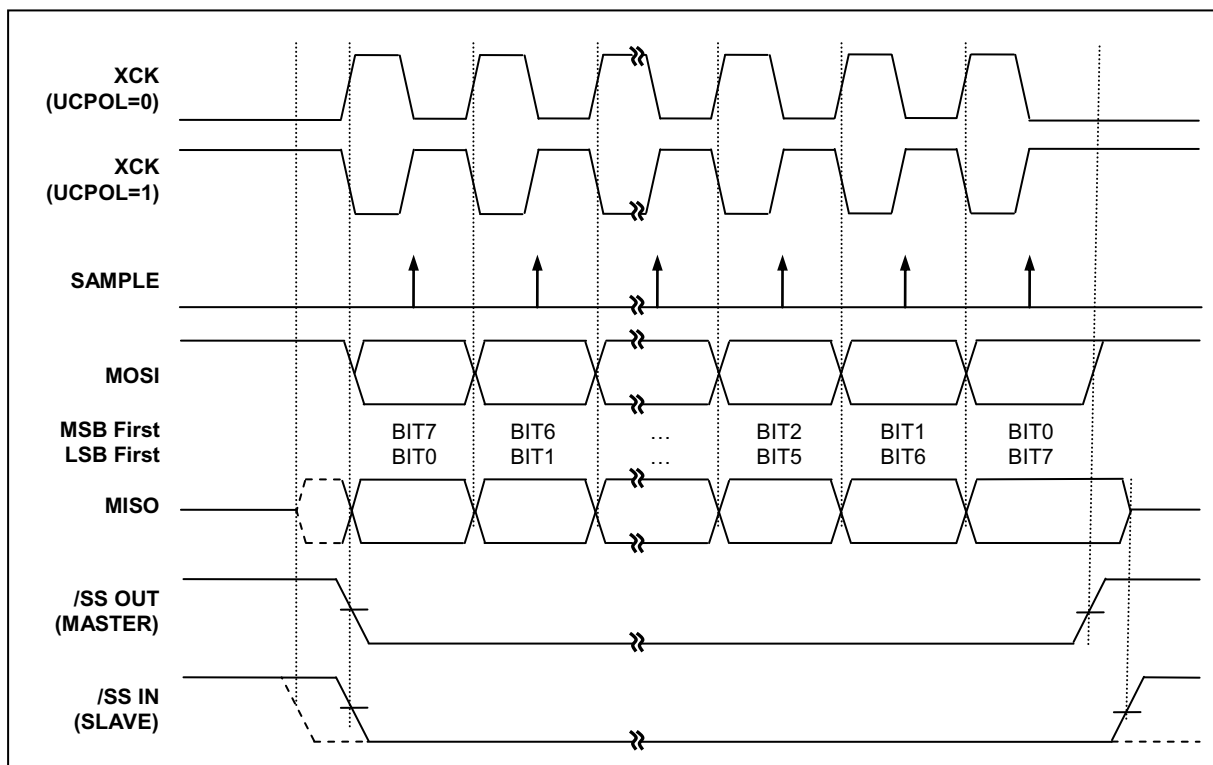 XCK
(UCPOL=0)
XCK
(UCPOL=1)
SAMPLE
MOSI
MSB First BIT7 BIT6 … BIT2 BIT1 BIT0
LSB First BIT0 BIT1 … BIT5 BIT6 BIT7
MISO
/SS OUT
(MASTER)
/SS IN
(SLAVE)